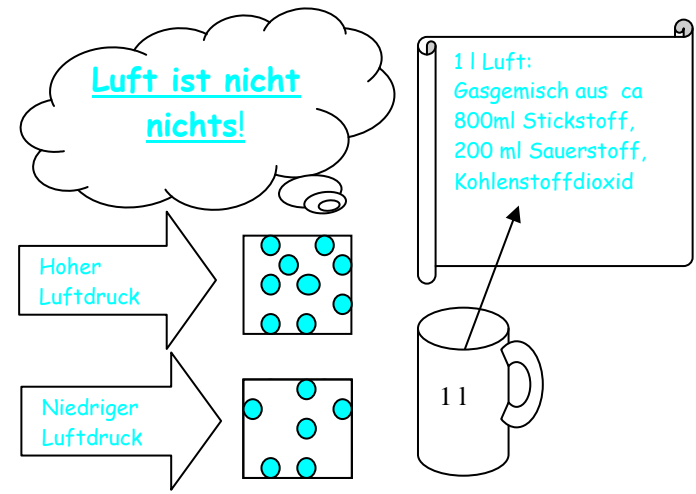 Luft ist nicht
nichts!
1 l Luft:
Gasgemisch aus ca
800ml Stickstoff,
200 ml Sauerstoff,
Kohlenstoffdioxid
Hoher
Luftdruck
Niedriger
Luftdruck
1 l